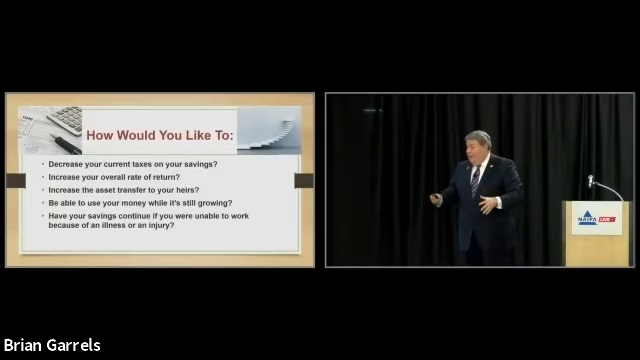 How Would You Like To:
• Decrease your current taxes on your savings?
• Increase your overall rate of return?
• Increase the asset transfer to your heirs?
• Be able to use your money while it's still growing?
• Have your savings continue if you were unable to work
because of an illness or an injury?
NAIFA LIVE
Brian Garrels